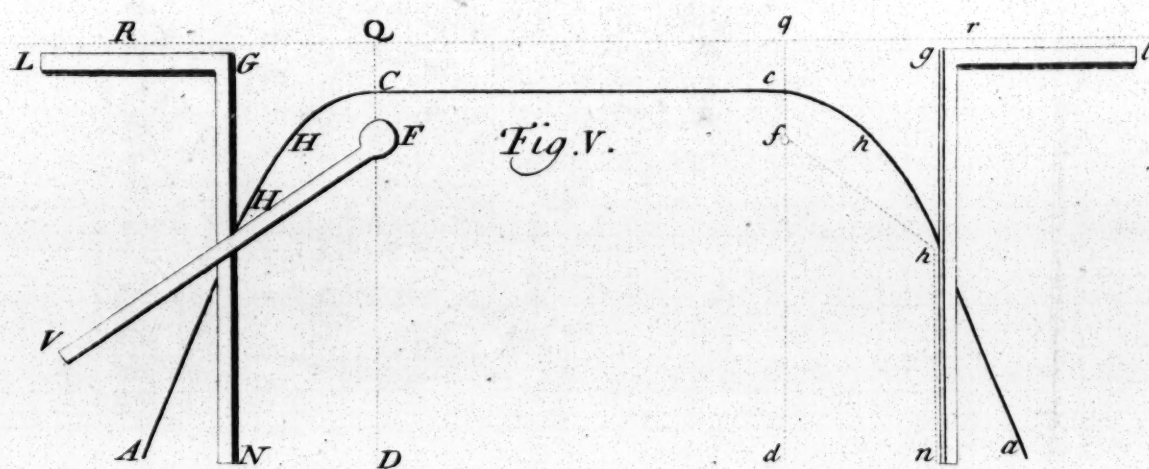 R Q q r
L G C c g l
H F Fig. V. f h
H h
V
A N D d n a